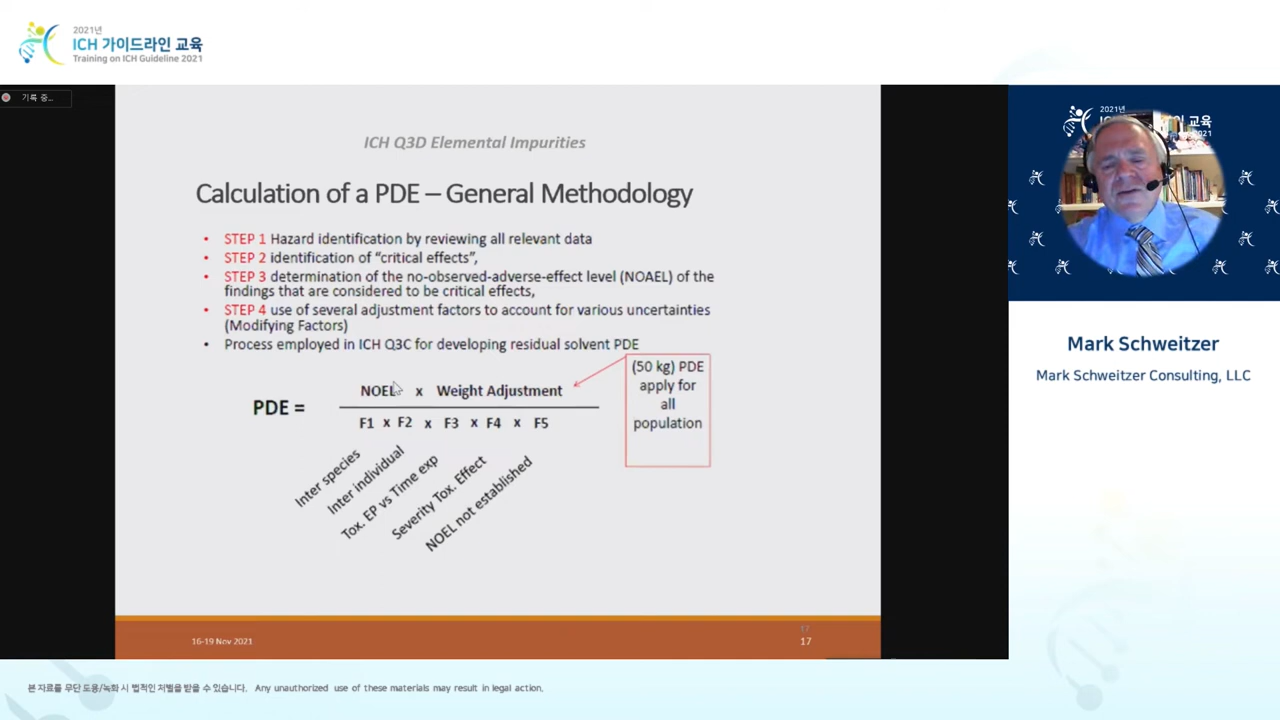 2021년
ICH 가이드라인 교육
Training on ICH Guideline 2021
기록 중...
ICH Q3D Elemental Impurities
Calculation of a PDE – General Methodology
• STEP 1 Hazard identification by reviewing all relevant data
• STEP 2 identification of “critical effects”,
• STEP 3 determination of the no-observed-adverse-effect level (NOAEL) of the
findings that are considered to be critical effects,
• STEP 4 use of several adjustment factors to account for various uncertainties
(Modifying Factors)
• Process employed in ICH Q3C for developing residual solvent PDE
(50 kg) PDE
apply for
all
population
NOEL x Weight Adjustment
PDE =
F1 x F2 x F3 x F4 x F5
Inter species
Inter individual
Tox. EP vs Time exp
Severity Tox. Effect
NOEL not established
16-19 Nov 2021
17
17
2021년
교육
2021
Mark Schweitzer
Mark Schweitzer Consulting, LLC
본 자료를 무단 도용/녹화 시 법적인 처벌을 받을 수 있습니다. Any unauthorized use of these materials may result in legal action.